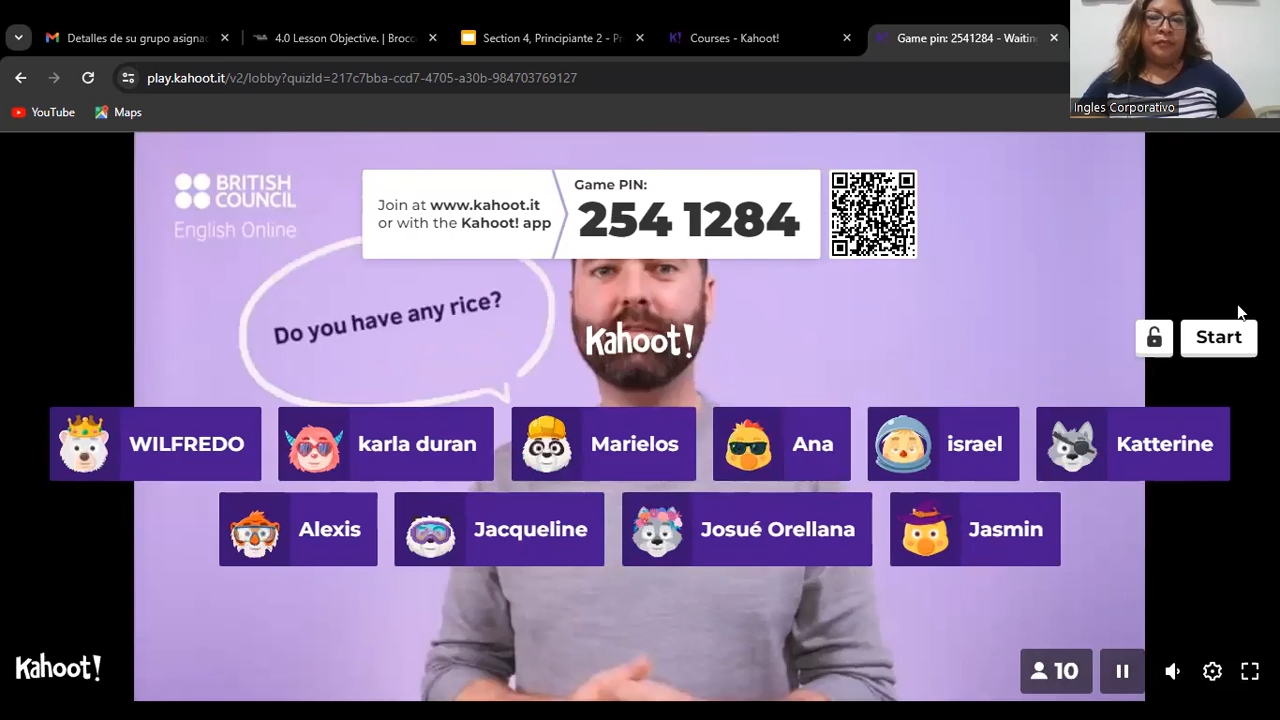 Detalles de su grupo asigna
4.0 Lesson Objective. | Brocc
Section 4, Principiante 2 - Pr
Courses - Kahoot!
Game pin: 2541284 - Waitin
play.kahoot.it/v2/lobby?quizId=217c7bba-ccd7-4705-a30b-984703769127
YouTube
Maps
Ingles Corporativo
BRITISH
COUNCIL
English Online
Join at www.kahoot.it
or with the Kahoot! app
Game PIN:
254 1284
Do you have any rice?
Kahoot!
Start
WILFREDO
karla duran
Marielos
Ana
israel
Katterine
Alexis
Jacqueline
Josué Orellana
Jasmin
Kahoot!
10